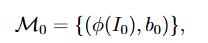 ℳ₀ = {(ϕ(I₀), b₀)},